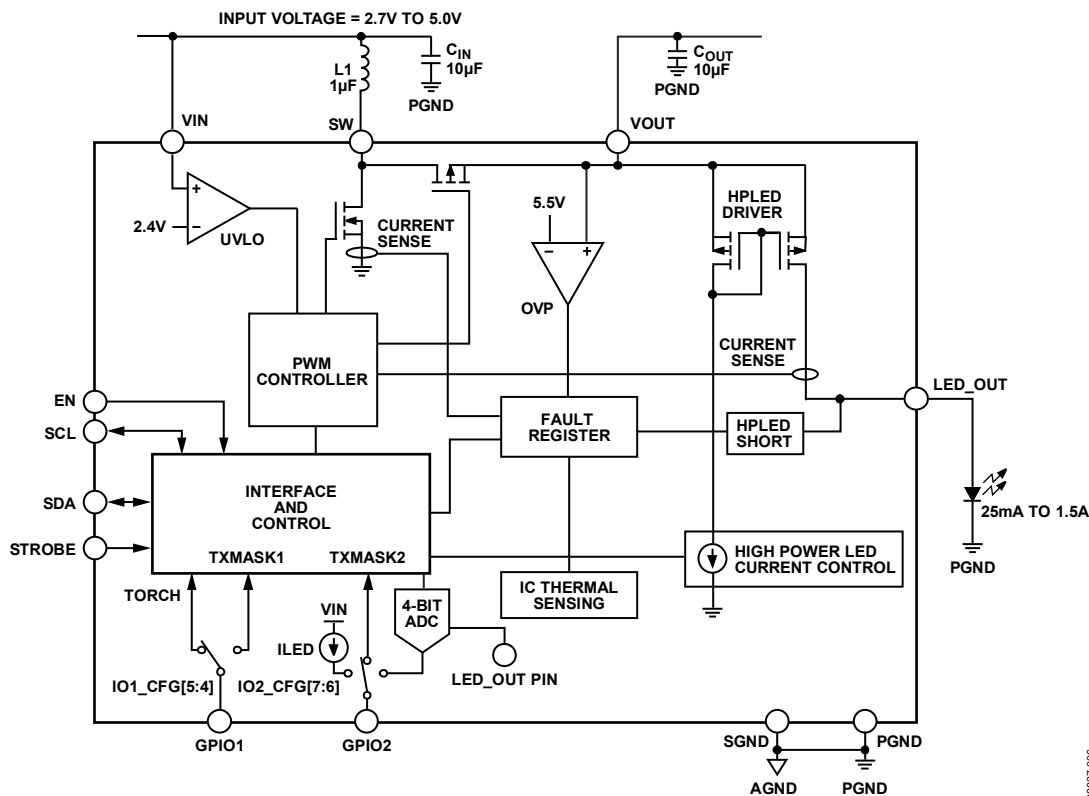 INPUT VOLTAGE = 2.7V TO 5.0V
L1
1µF
CIN
10µF
PGND
COUT
10µF
PGND
VIN
SW
VOUT
2.4V
+
–
UVLO
CURRENT
SENSE
5.5V
–
+
OVP
HPLED
DRIVER
PWM
CONTROLLER
CURRENT
SENSE
LED_OUT
EN
SCL
SDA
STROBE
FAULT
REGISTER
HPLED
SHORT
INTERFACE
AND
CONTROL
TXMASK1
TXMASK2
25mA TO 1.5A
PGND
HIGH POWER LED
CURRENT CONTROL
IC THERMAL
SENSING
TORCH
VIN
ILED
4-BIT
ADC
LED_OUT PIN
IO1_CFG[5:4]
IO2_CFG[7:6]
GPIO1
GPIO2
SGND
PGND
AGND
PGND